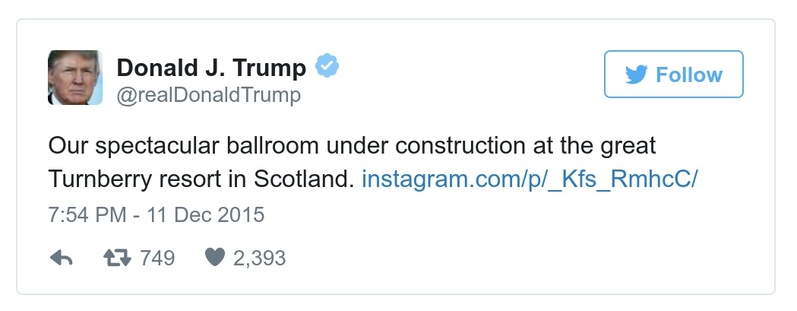 Donald J. Trump
@realDonaldTrump
Follow
Our spectacular ballroom under construction at the great
Turnberry resort in Scotland. instagram.com/p/_Kfs_RmhcC/
7:54 PM - 11 Dec 2015
749 2,393